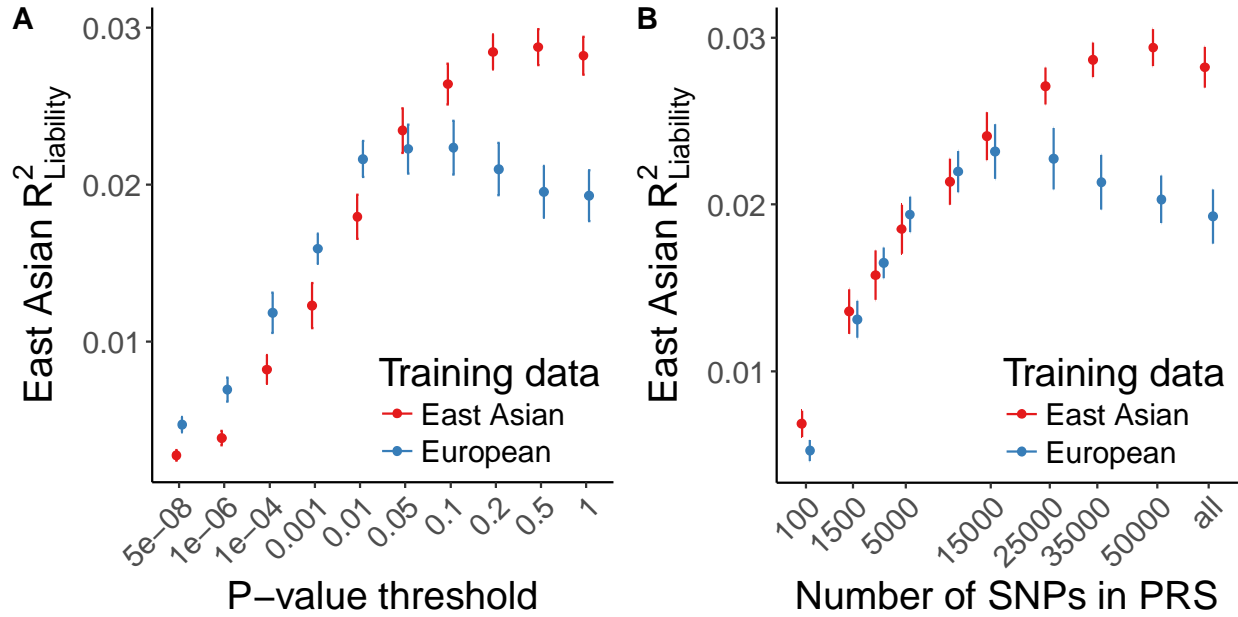 A
East Asian R²Liability
0.03
0.02
0.01
Training data
East Asian
European
5e−08
1e−06
1e−04
0.001
0.01
0.05
0.1
0.2
0.5
1
P−value threshold
B
East Asian R²Liability
0.03
0.02
0.01
Training data
East Asian
European
100
1500
5000
15000
25000
35000
50000
all
Number of SNPs in PRS